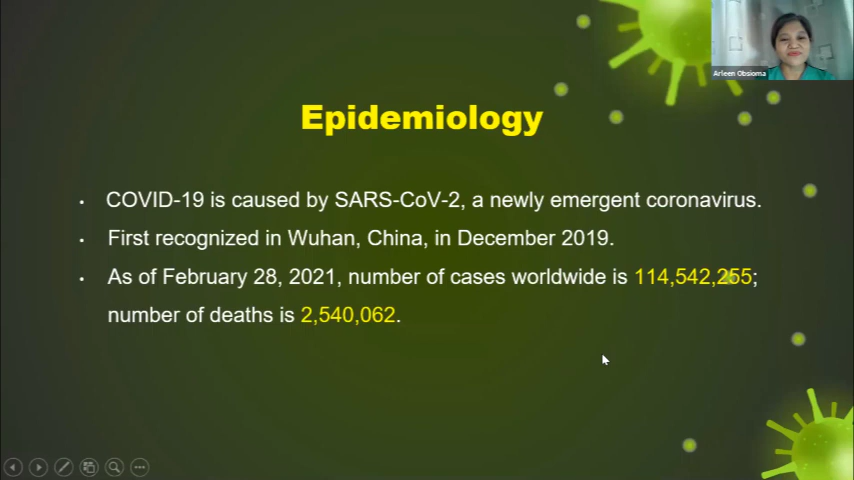 Arleen Obsioma
Epidemiology
• COVID-19 is caused by SARS-CoV-2, a newly emergent coronavirus.
• First recognized in Wuhan, China, in December 2019.
• As of February 28, 2021, number of cases worldwide is 114,542,255;
number of deaths is 2,540,062.